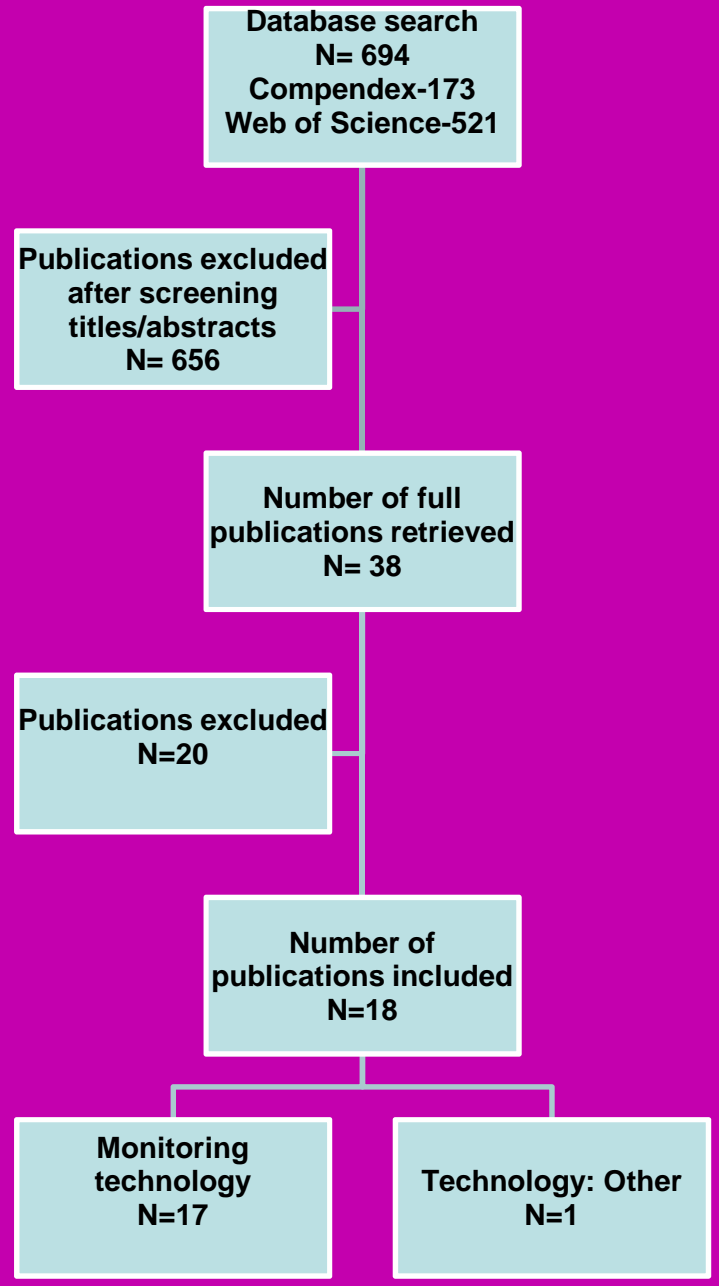 Database search
N= 694
Compendex-173
Web of Science-521
Publications excluded
after screening
titles/abstracts
N= 656
Number of full
publications retrieved
N= 38
Publications excluded
N=20
Number of
publications included
N=18
Monitoring
technology
N=17
Technology: Other
N=1